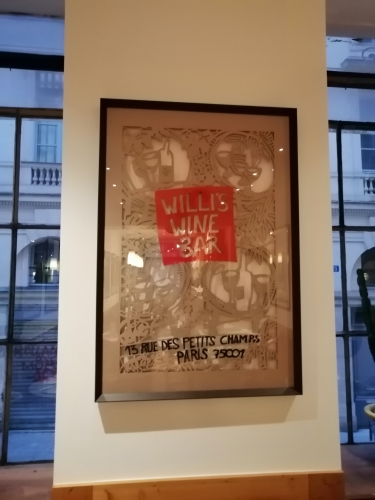 WILLI'S
WINE
BAR
13 RUE DES PETITS CHAMPS
PARIS 75001